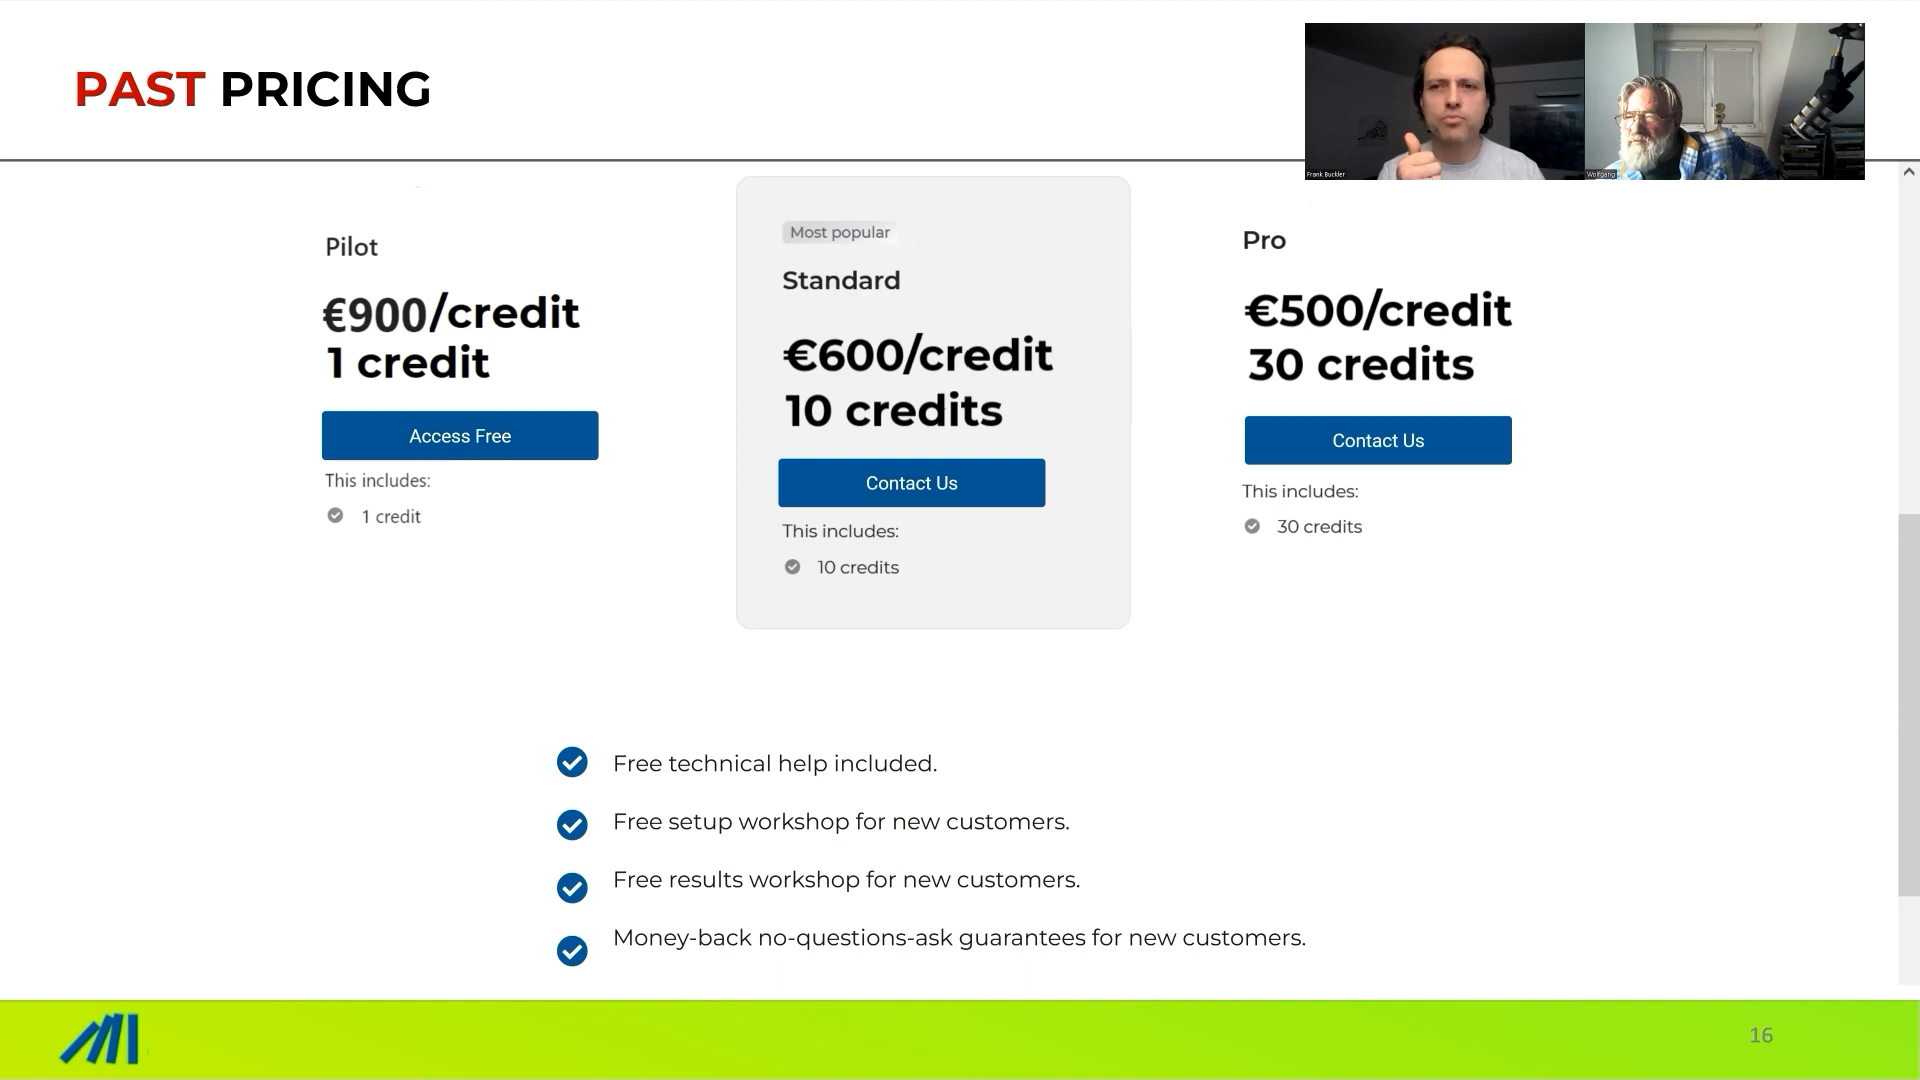 PAST PRICING
Frank Buckler
Wolfgang
Pilot
€900/credit
1 credit
Access Free
This includes:
1 credit
Most popular
Standard
€600/credit
10 credits
Contact Us
This includes:
10 credits
Pro
€500/credit
30 credits
Contact Us
This includes:
30 credits
Free technical help included.
Free setup workshop for new customers.
Free results workshop for new customers.
Money-back no-questions-ask guarantees for new customers.
16